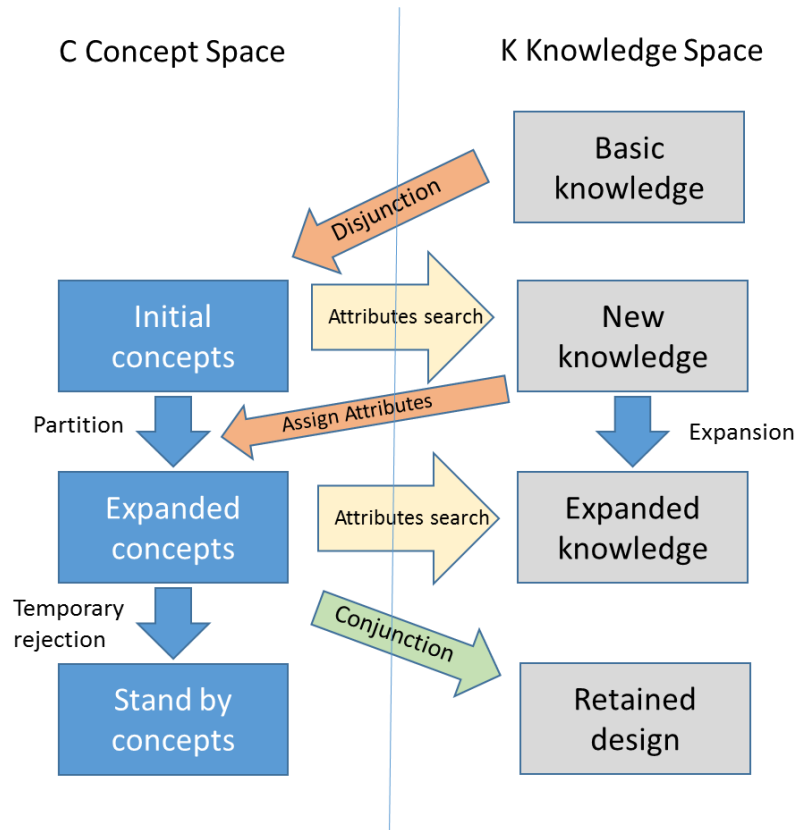 C Concept Space
K Knowledge Space
Basic
knowledge
Disjunction
Initial
concepts
Attributes search
New
knowledge
Partition
Assign Attributes
Expansion
Expanded
concepts
Attributes search
Expanded
knowledge
Temporary
rejection
Conjunction
Stand by
concepts
Retained
design